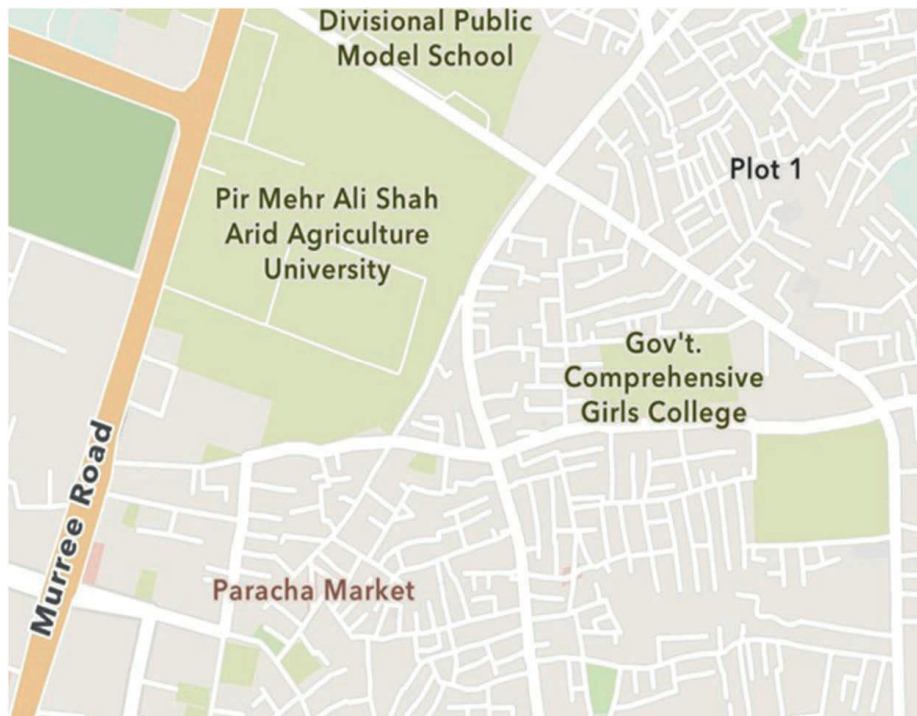 Divisional Public
Model School
Plot 1
Pir Mehr Ali Shah
Arid Agriculture
University
Gov't.
Comprehensive
Girls College
Murree Road
Paracha Market